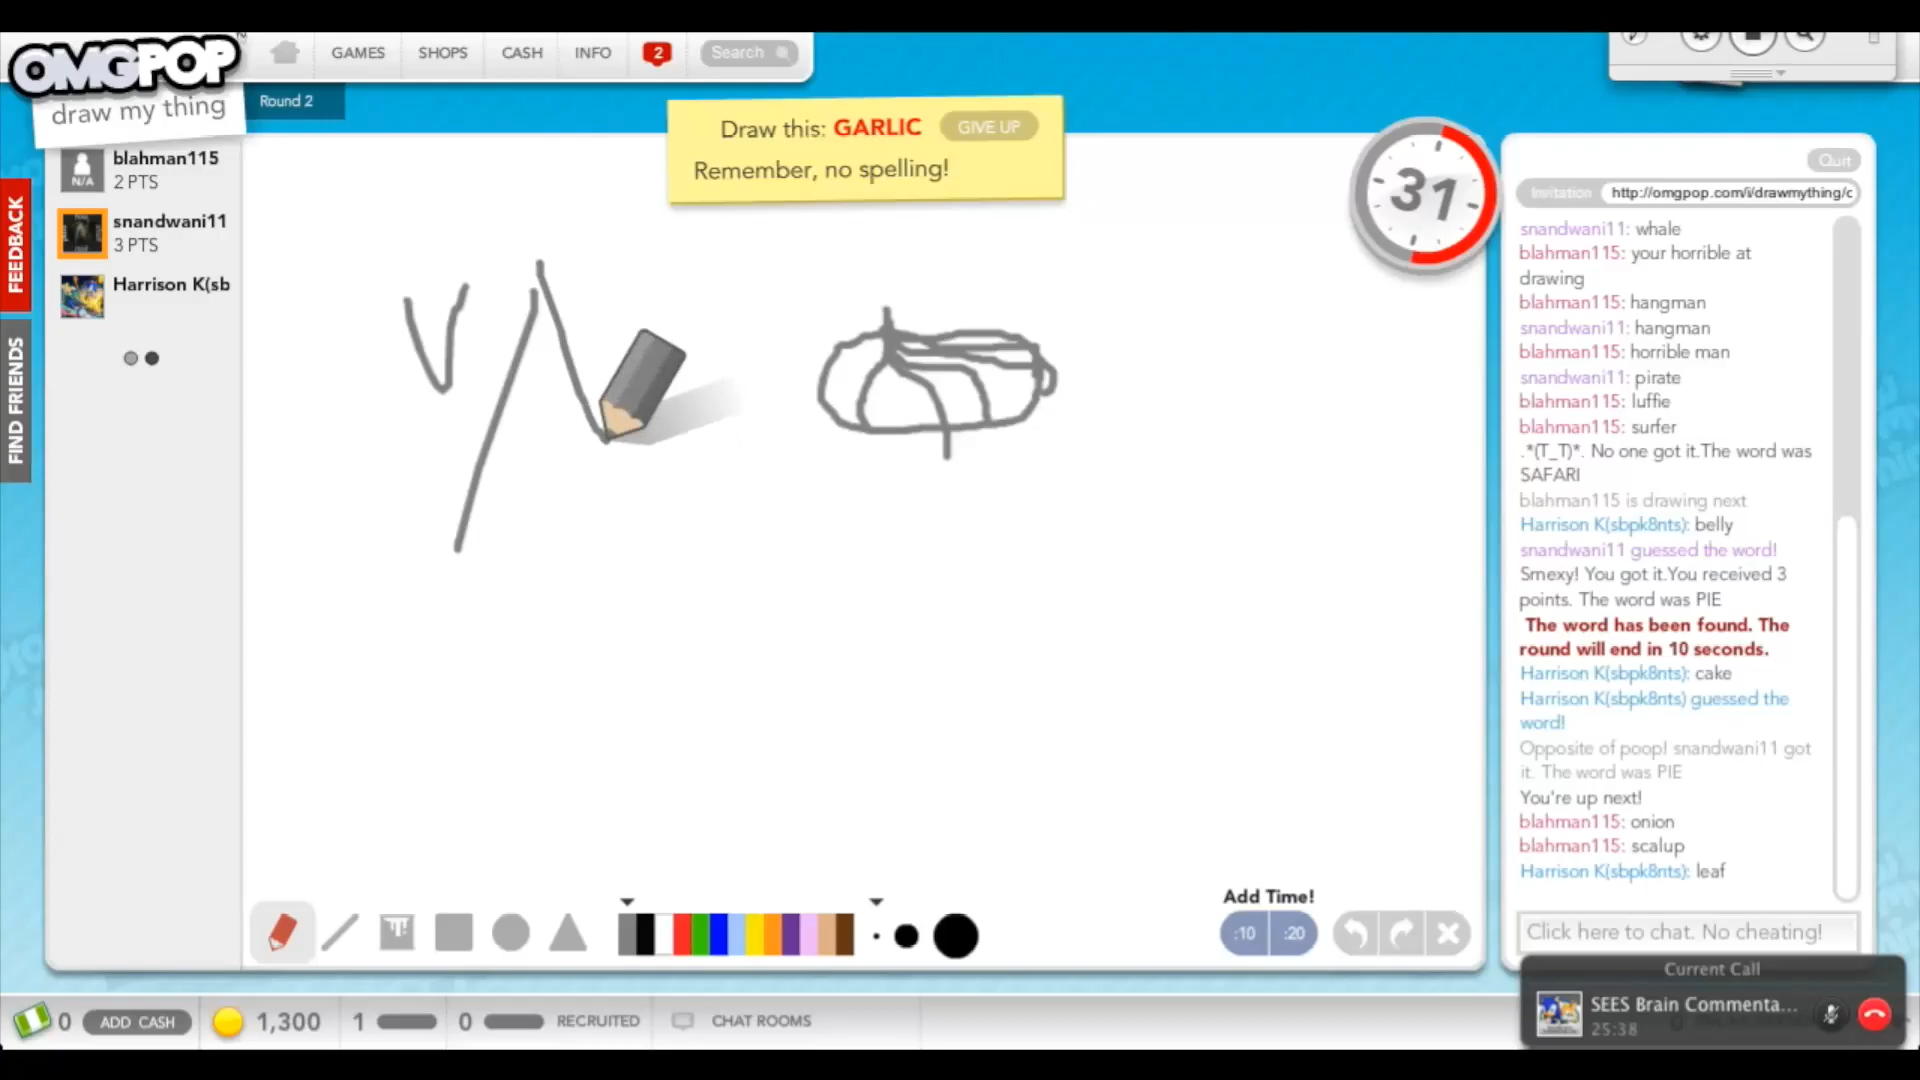 OMGPOP
draw my thing
GAMES
SHOPS
CASH
INFO
2
Search
Round 2
Draw this: GARLIC
GIVE UP
Remember, no spelling!
31
FEEDBACK
FIND FRIENDS
blahman115
2 PTS
N/A
snandwani11
3 PTS
Harrison K(sb
Quit
Invitation
http://omgpop.com/i/drawmything/c
snandwani11: whale
blahman115: your horrible at
drawing
blahman115: hangman
snandwani11: hangman
blahman115: horrible man
snandwani11: pirate
blahman115: luffie
blahman115: surfer
.*(T_T)*. No one got it.The word was
SAFARI
blahman115 is drawing next
Harrison K(sbpk8nts): belly
snandwani11 guessed the word!
Smexy! You got it.You received 3
points. The word was PIE
The word has been found. The
round will end in 10 seconds.
Harrison K(sbpk8nts): cake
Harrison K(sbpk8nts) guessed the
word!
Opposite of poop! snandwani11 got
it. The word was PIE
You're up next!
blahman115: onion
blahman115: scalup
Harrison K(sbpk8nts): leaf
Click here to chat. No cheating!
Add Time!
:10
:20
Current Call
SEES Brain Commenta...
25:38
0
ADD CASH
1,300
1
0
RECRUITED
CHAT ROOMS